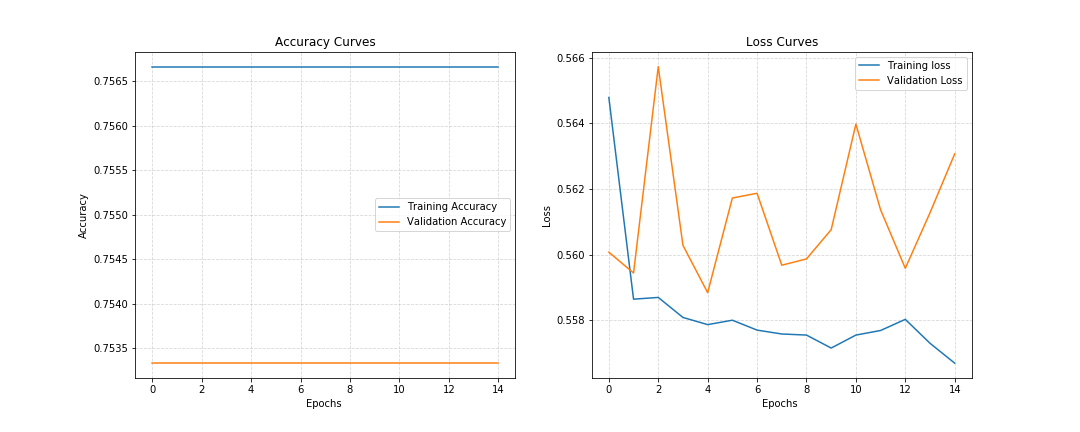 Accuracy Curves
0.7565
0.7560
0.7555
0.7550
0.7545
0.7540
0.7535
Accuracy
Training Accuracy
Validation Accuracy
0 2 4 6 8 10 12 14
Epochs
Loss Curves
0.566
0.564
0.562
0.560
0.558
Loss
Training loss
Validation Loss
0 2 4 6 8 10 12 14
Epochs